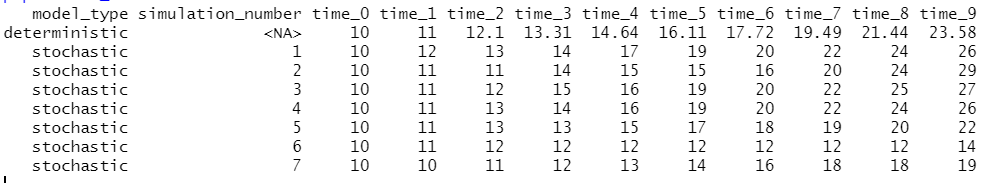 model_type simulation_number time_0 time_1 time_2 time_3 time_4 time_5 time_6 time_7 time_8 time_9
deterministic <NA> 10 11 12.1 13.31 14.64 16.11 17.72 19.49 21.44 23.58
stochastic 1 10 12 13 14 17 19 20 22 24 26
stochastic 2 10 11 11 14 15 15 16 20 24 29
stochastic 3 10 11 12 15 16 19 20 22 25 27
stochastic 4 10 11 13 14 16 19 20 22 24 26
stochastic 5 10 11 13 13 15 17 18 19 20 22
stochastic 6 10 11 12 12 12 12 12 12 12 14
stochastic 7 10 10 11 12 13 14 16 18 18 19